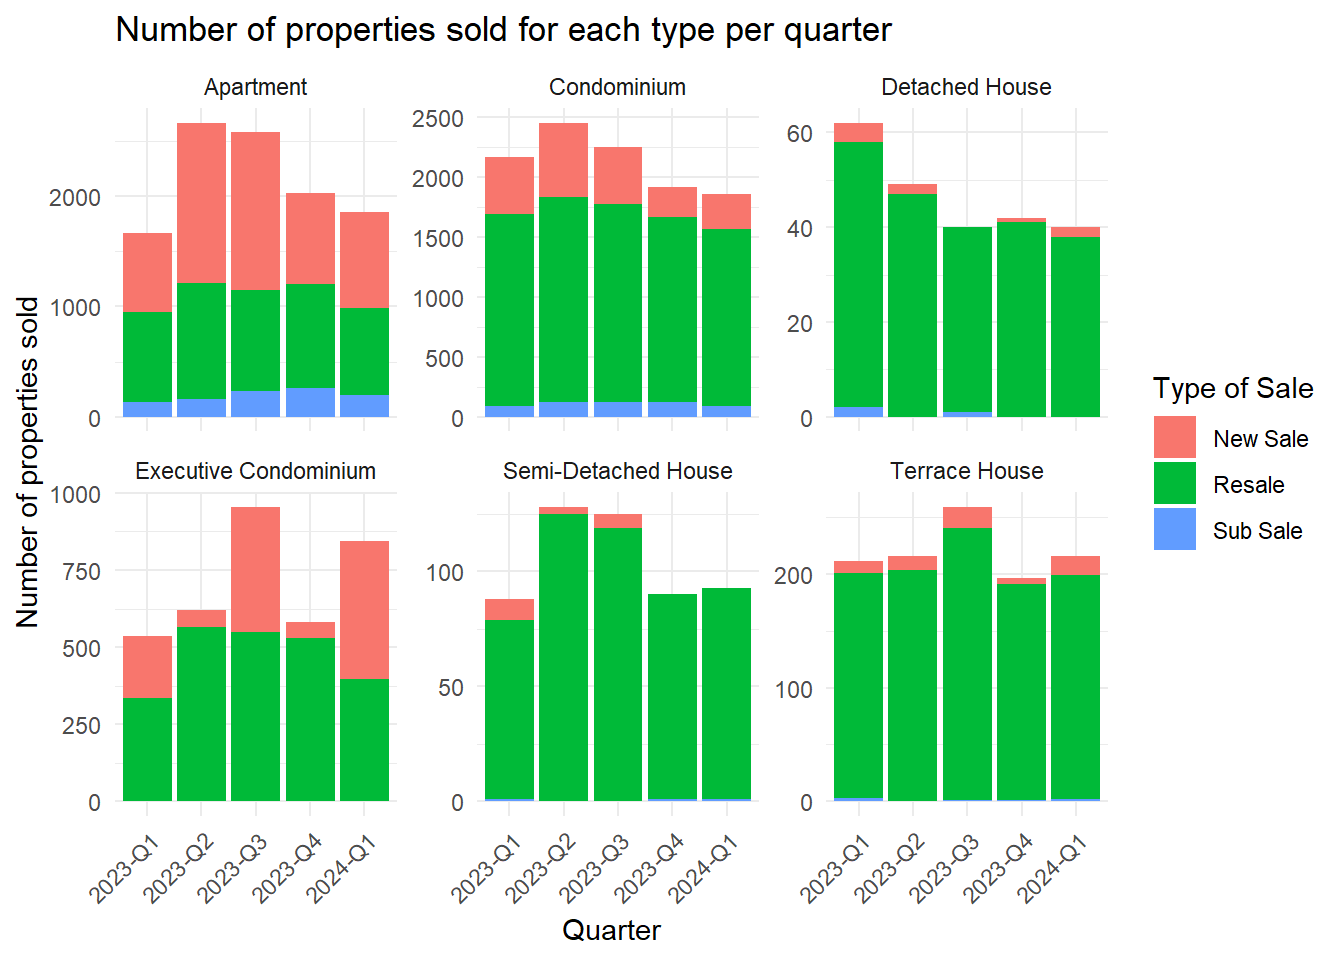 Number of properties sold for each type per quarter
Apartment
Condominium
Detached House
2000
1000
0
2500
2000
1500
1000
500
0
60
40
20
0
Number of properties sold
Executive Condominium
Semi-Detached House
Terrace House
1000
750
500
250
0
100
50
0
200
100
0
2023-Q1
2023-Q2
2023-Q3
2023-Q4
2024-Q1
2023-Q1
2023-Q2
2023-Q3
2023-Q4
2024-Q1
2023-Q1
2023-Q2
2023-Q3
2023-Q4
2024-Q1
Quarter
Type of Sale
New Sale
Resale
Sub Sale